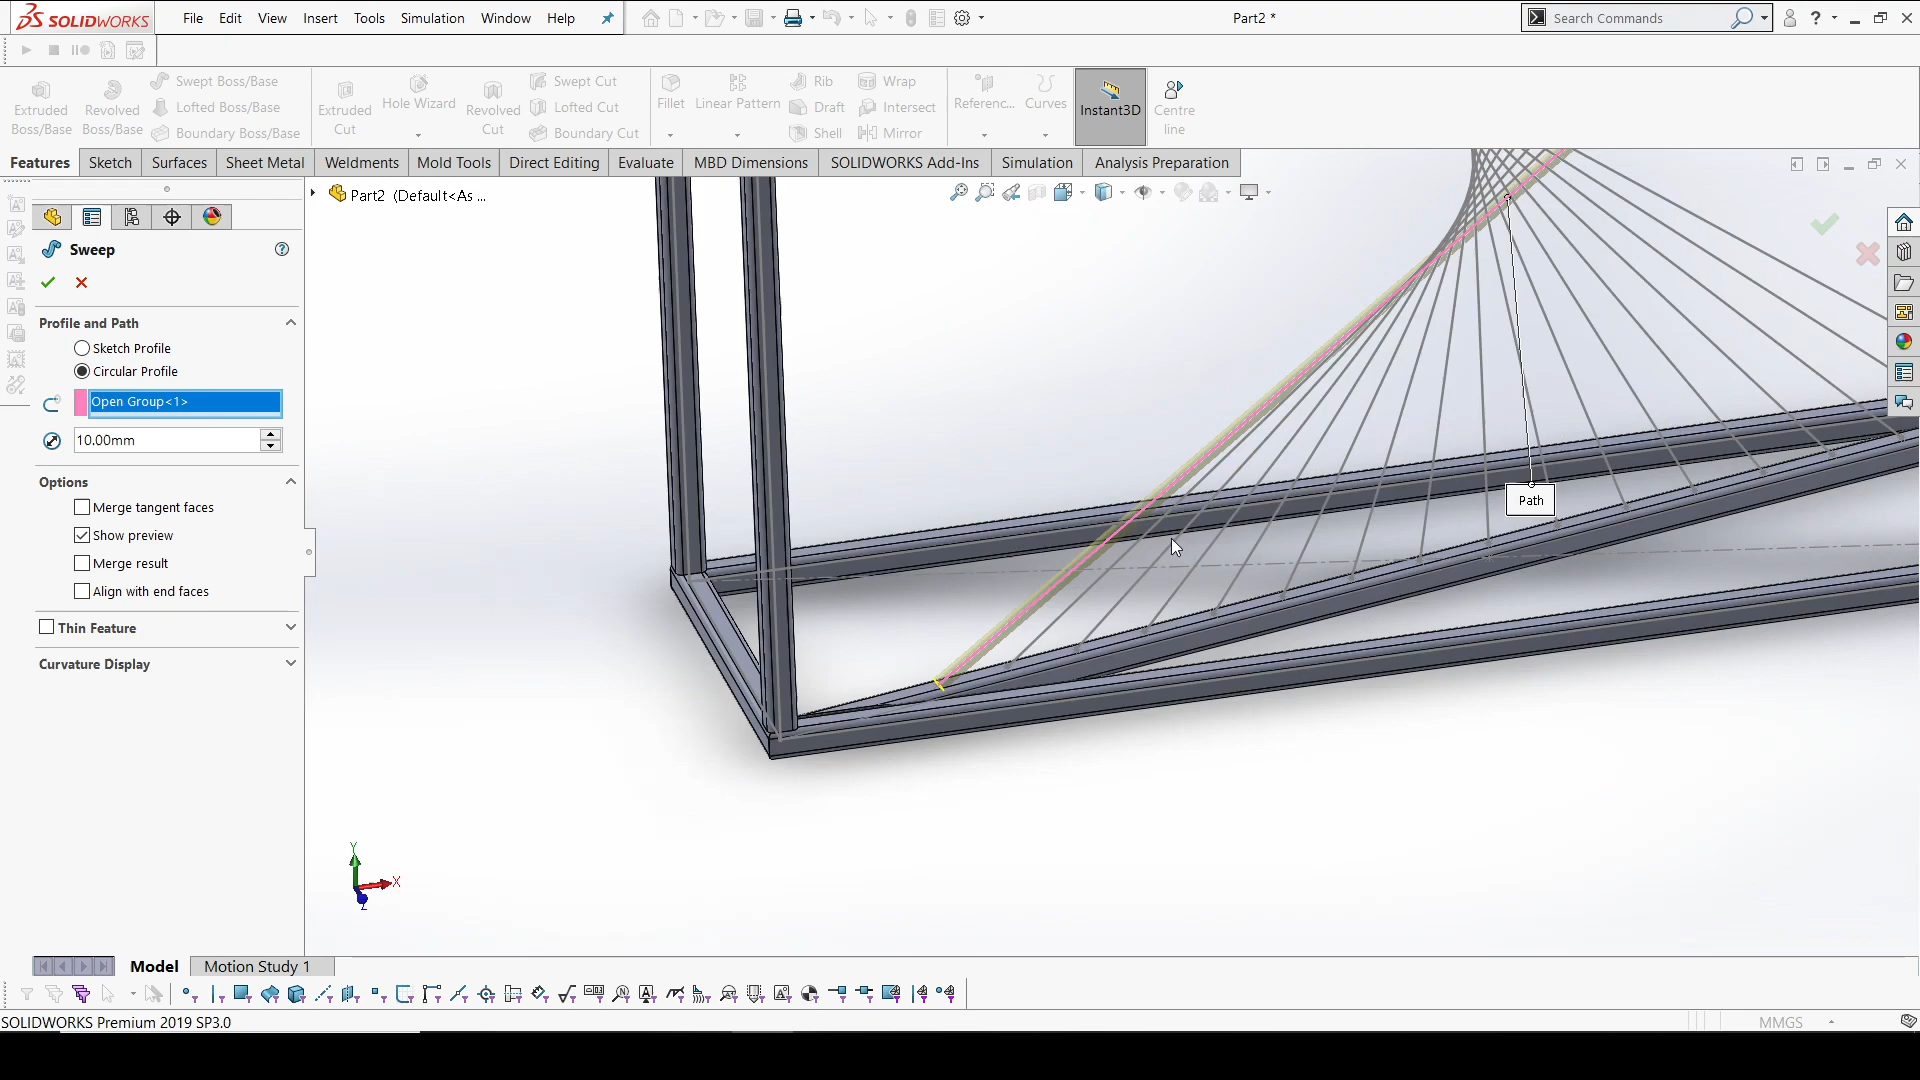 SOLIDWORKS
File Edit View Insert Tools Simulation Window Help
Part2 *
Search Commands
Extruded Boss/Base
Revolved Boss/Base
Swept Boss/Base
Lofted Boss/Base
Boundary Boss/Base
Extruded Cut
Hole Wizard
Revolved Cut
Swept Cut
Lofted Cut
Boundary Cut
Fillet
Linear Pattern
Rib
Draft
Shell
Wrap
Intersect
Mirror
Referenc...
Curves
Instant3D
Centre line
Features Sketch Surfaces Sheet Metal Weldments Mold Tools Direct Editing Evaluate MBD Dimensions SOLIDWORKS Add-Ins Simulation Analysis Preparation
Part2 (Default<As ...
Sweep
Profile and Path
Sketch Profile
Circular Profile
Open Group<1>
10.00mm
Options
Merge tangent faces
Show preview
Merge result
Align with end faces
Thin Feature
Curvature Display
Path
Y
X
Z
Model Motion Study 1
SOLIDWORKS Premium 2019 SP3.0
MMGS